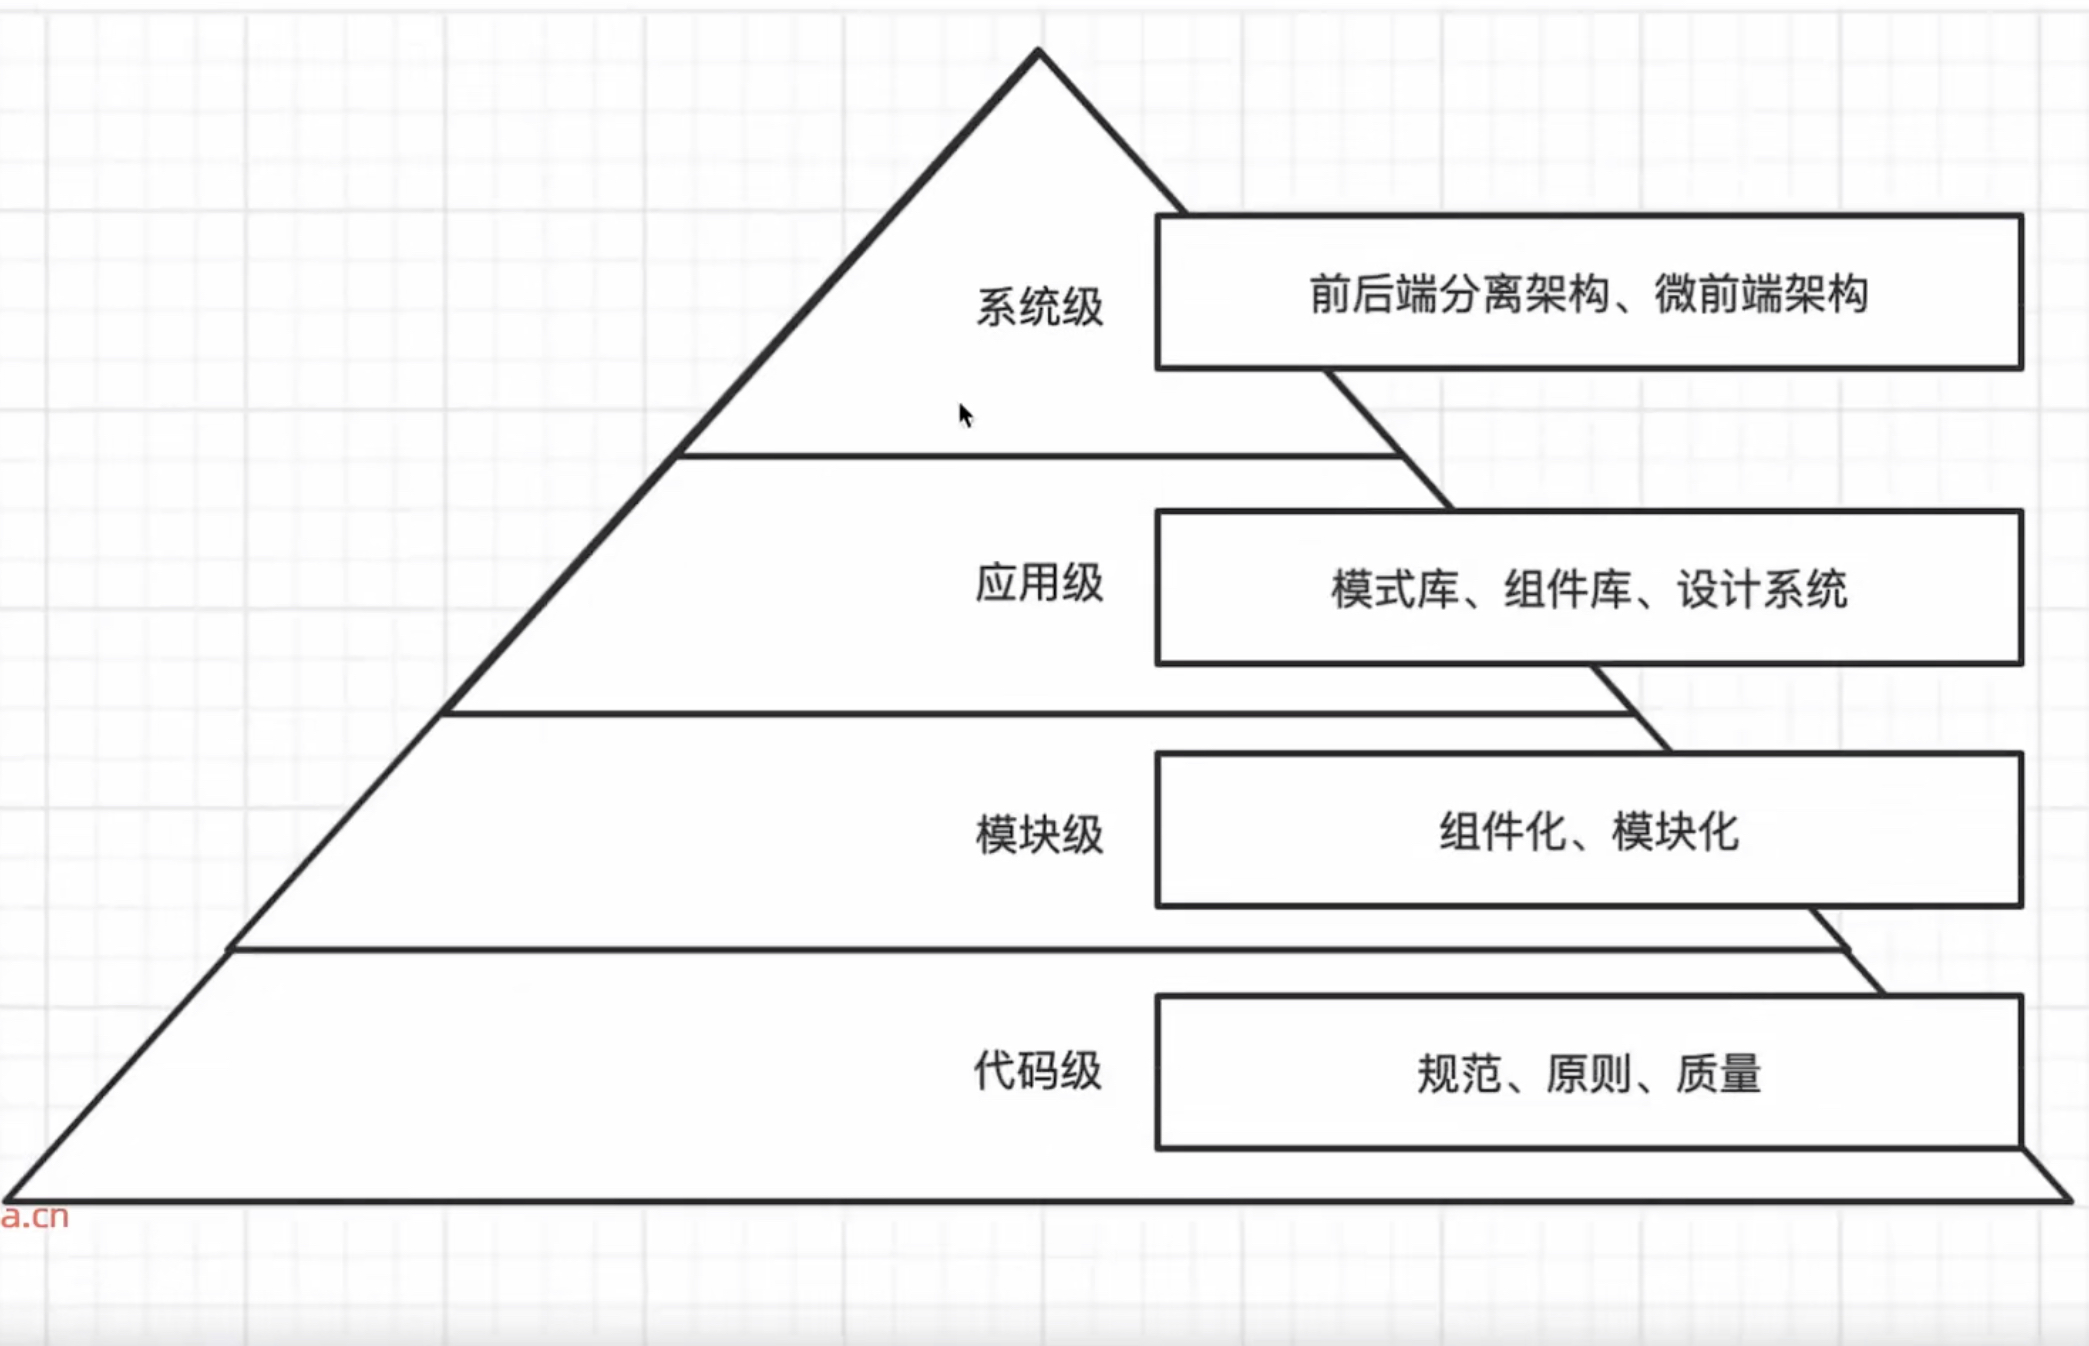 系统级
前后端分离架构、微前端架构
应用级
模式库、组件库、设计系统
模块级
组件化、模块化
代码级
规范、原则、质量
a.cn